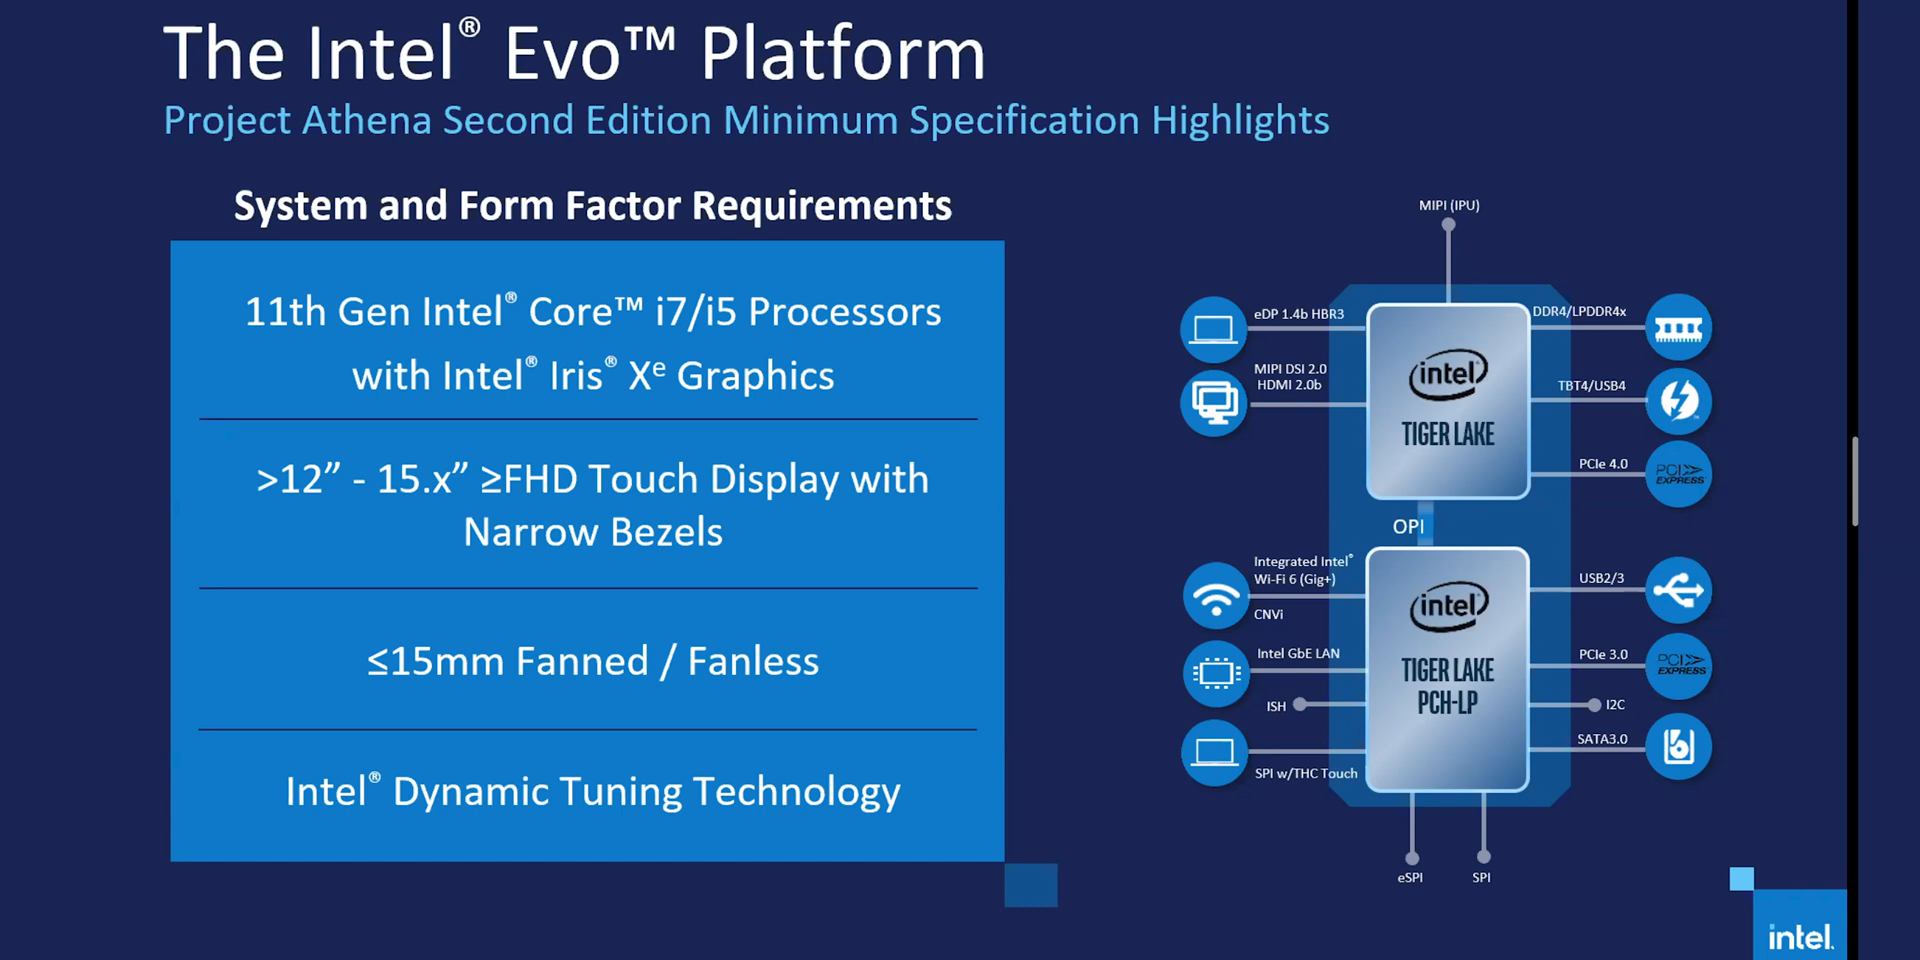 The Intel® Evo™ Platform
Project Athena Second Edition Minimum Specification Highlights
System and Form Factor Requirements
11th Gen Intel® Core™ i7/i5 Processors
with Intel® Iris® Xᵉ Graphics
>12” - 15.x” ≥FHD Touch Display with
Narrow Bezels
≤15mm Fanned / Fanless
Intel® Dynamic Tuning Technology
MIPI (IPU)
eDP 1.4b HBR3
MIPI DSI 2.0
HDMI 2.0b
intel
TIGER LAKE
DDR4/LPDDR4x
TBT4/USB4
PCIe 4.0
PCI EXPRESS
OPI
Integrated Intel®
Wi-Fi 6 (Gig+)
CNVi
Intel GbE LAN
ISH
SPI w/THC Touch
intel
TIGER LAKE
PCH-LP
USB2/3
PCIe 3.0
PCI EXPRESS
I2C
SATA3.0
eSPI
SPI
intel.